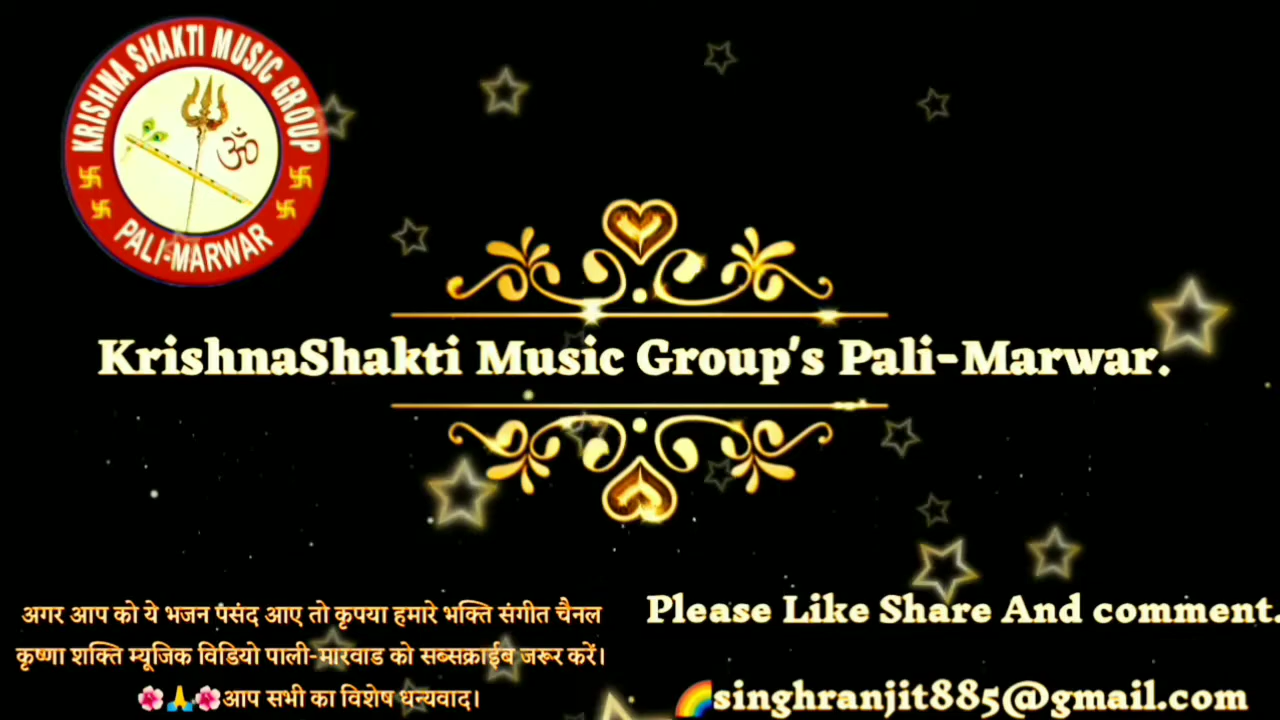 KRISHNA SHAKTI MUSIC GROUP
ॐ
PALI-MARWAR
KrishnaShakti Music Group's Pali-Marwar.
अगर आप को ये भजन पंसंद आए तो कृपया हमारे भक्ति संगीत चैनल
कृष्णा शक्ति म्यूजिक विडियो पाली-मारवाड को सब्सक्राईब जरूर करें।
🌺🙏🌺आप सभी का विशेष धन्यवाद।
Please Like Share And comment.
🌈singhranjit885@gmail.com